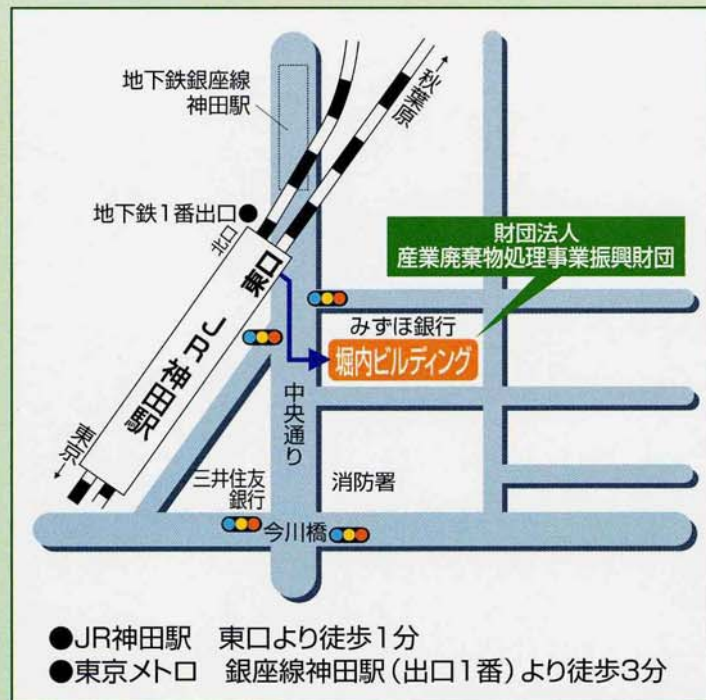 地下鉄銀座線
神田駅
↑秋葉原
地下鉄1番出口●
北口
東口
財団法人
産業廃棄物処理事業振興財団
みずほ銀行
堀内ビルディング
JR神田駅
中央通り
東京↓
三井住友
銀行
消防署
今川橋
●JR神田駅 東口より徒歩1分
●東京メトロ 銀座線神田駅(出口1番)より徒歩3分